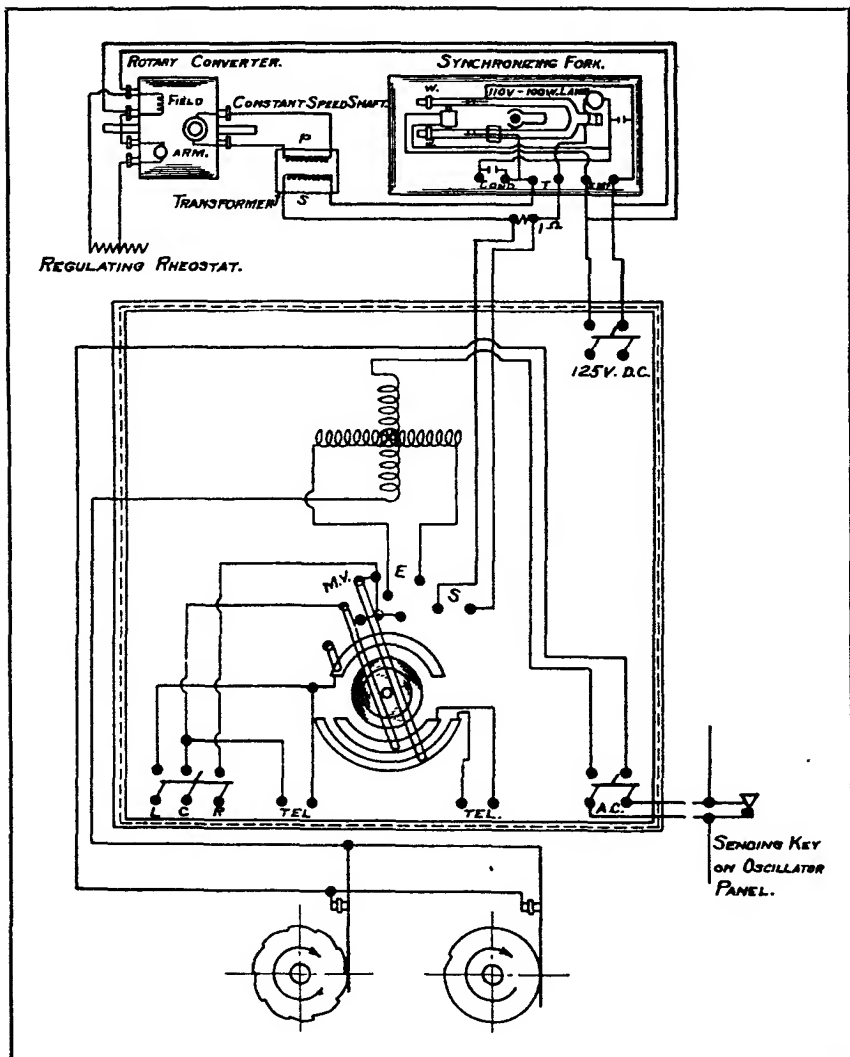 ROTARY CONVERTER.
SYNCHRONIZING FORK.
W.
110V-100W. LAMP
FIELD
CONSTANT SPEED SHAFT.
P
ARM.
COND.
T
TRANSFORMER
S
1Ω
REGULATING RHEOSTAT.
125V. D.C.
M.V.
E
S
L
C
R
TEL
TEL.
A.C.
SENDING KEY
ON OSCILLATOR
PANEL.